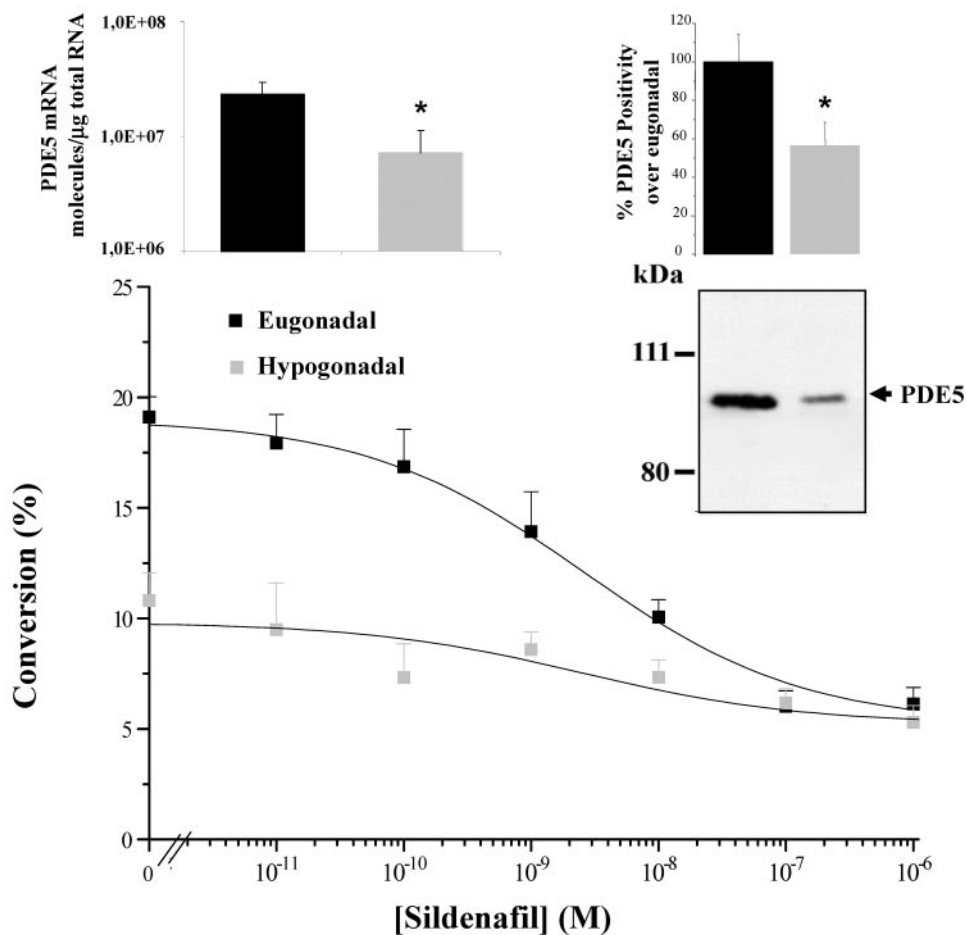 PDE5 mRNA
molecules/µg total RNA
1,0E+08
1,0E+07
1,0E+06
*
% PDE5 Positivity
over eugonadal
120
100
80
60
40
20
0
*
kDa
111
80
PDE5
Eugonadal
Hypogonadal
Conversion (%)
25
20
15
10
5
0
0
10-11
10-10
10-9
10-8
10-7
10-6
[Sildenafil] (M)